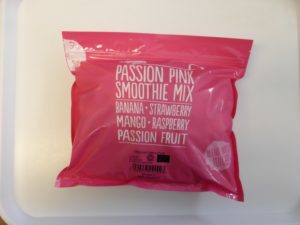 PASSION PINK
SMOOTHIE MIX
BANANA • STRAWBERRY
MANGO • RASPBERRY
PASSION FRUIT